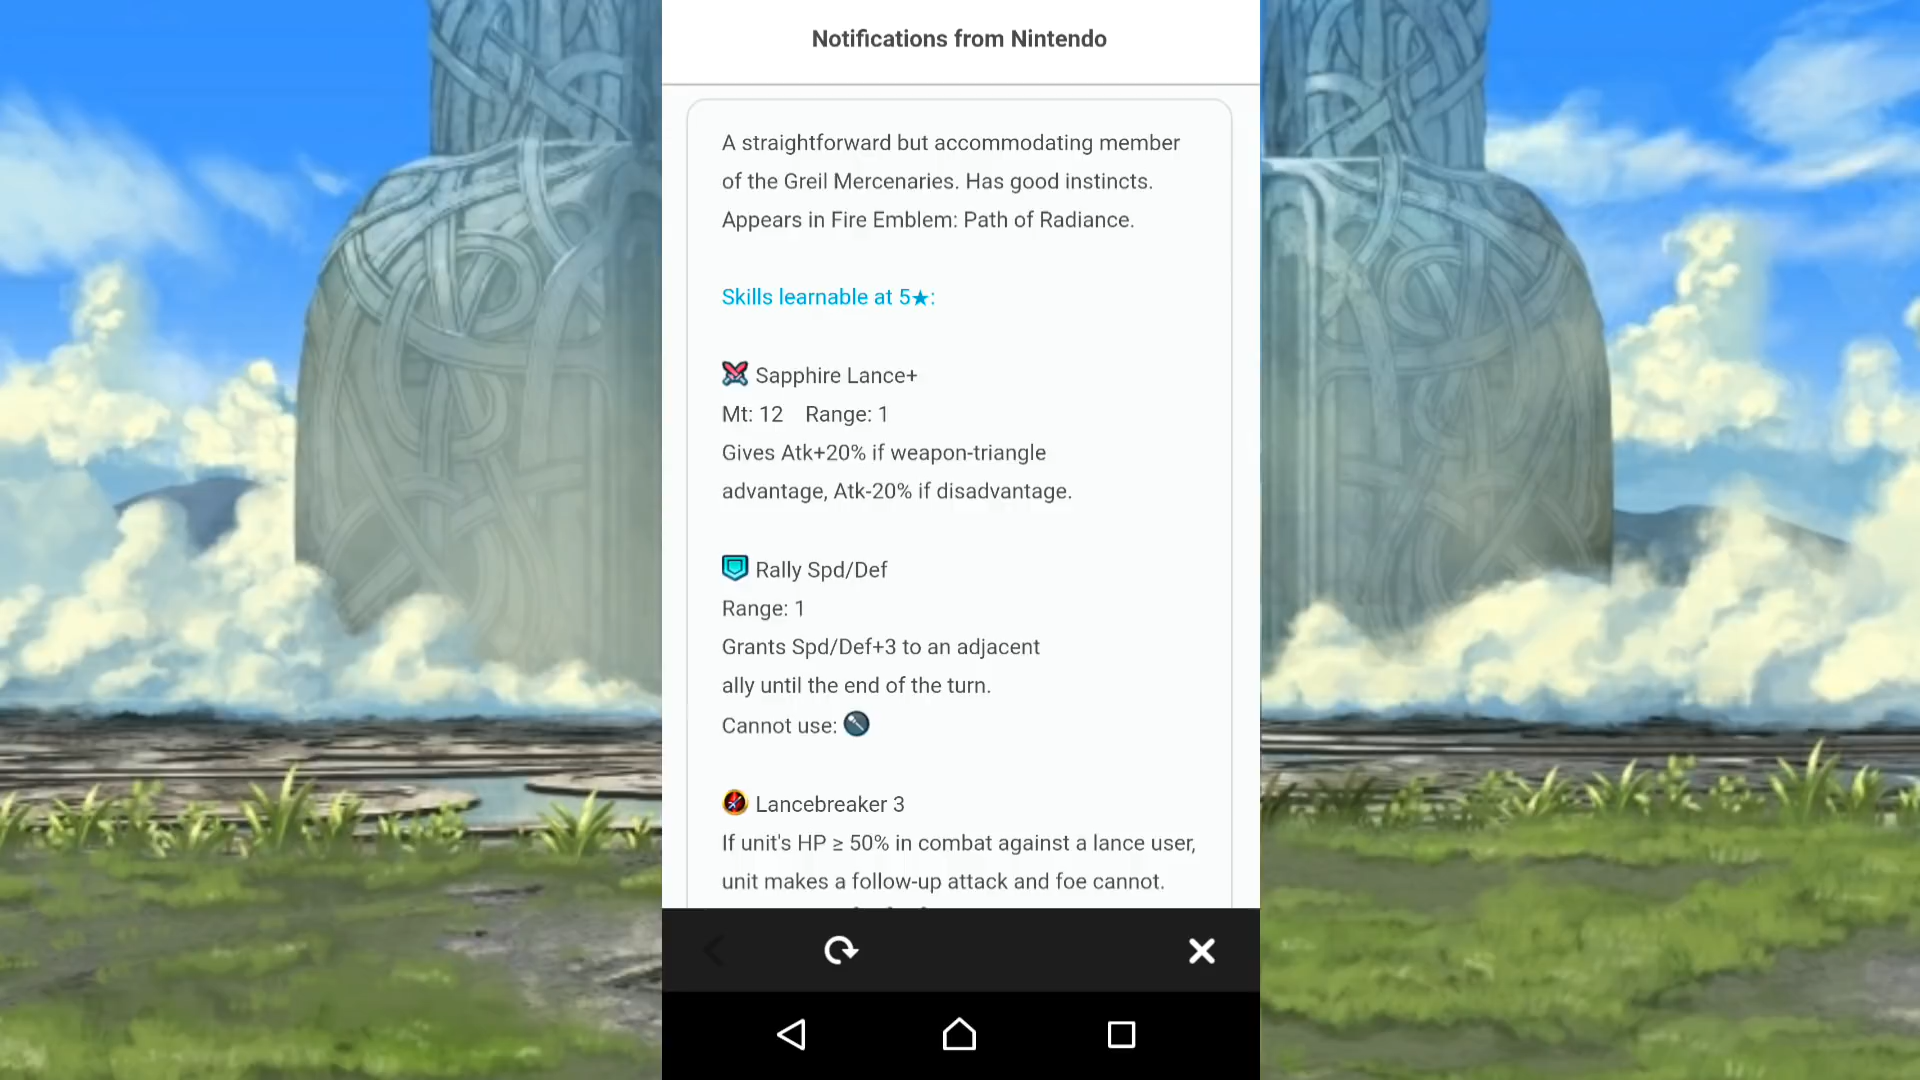 Notifications from Nintendo
A straightforward but accommodating member
of the Greil Mercenaries. Has good instincts.
Appears in Fire Emblem: Path of Radiance.
Skills learnable at 5★:
Sapphire Lance+
Mt: 12 Range: 1
Gives Atk+20% if weapon-triangle
advantage, Atk-20% if disadvantage.
Rally Spd/Def
Range: 1
Grants Spd/Def+3 to an adjacent
ally until the end of the turn.
Cannot use:
Lancebreaker 3
If unit's HP ≥ 50% in combat against a lance user,
unit makes a follow-up attack and foe cannot.